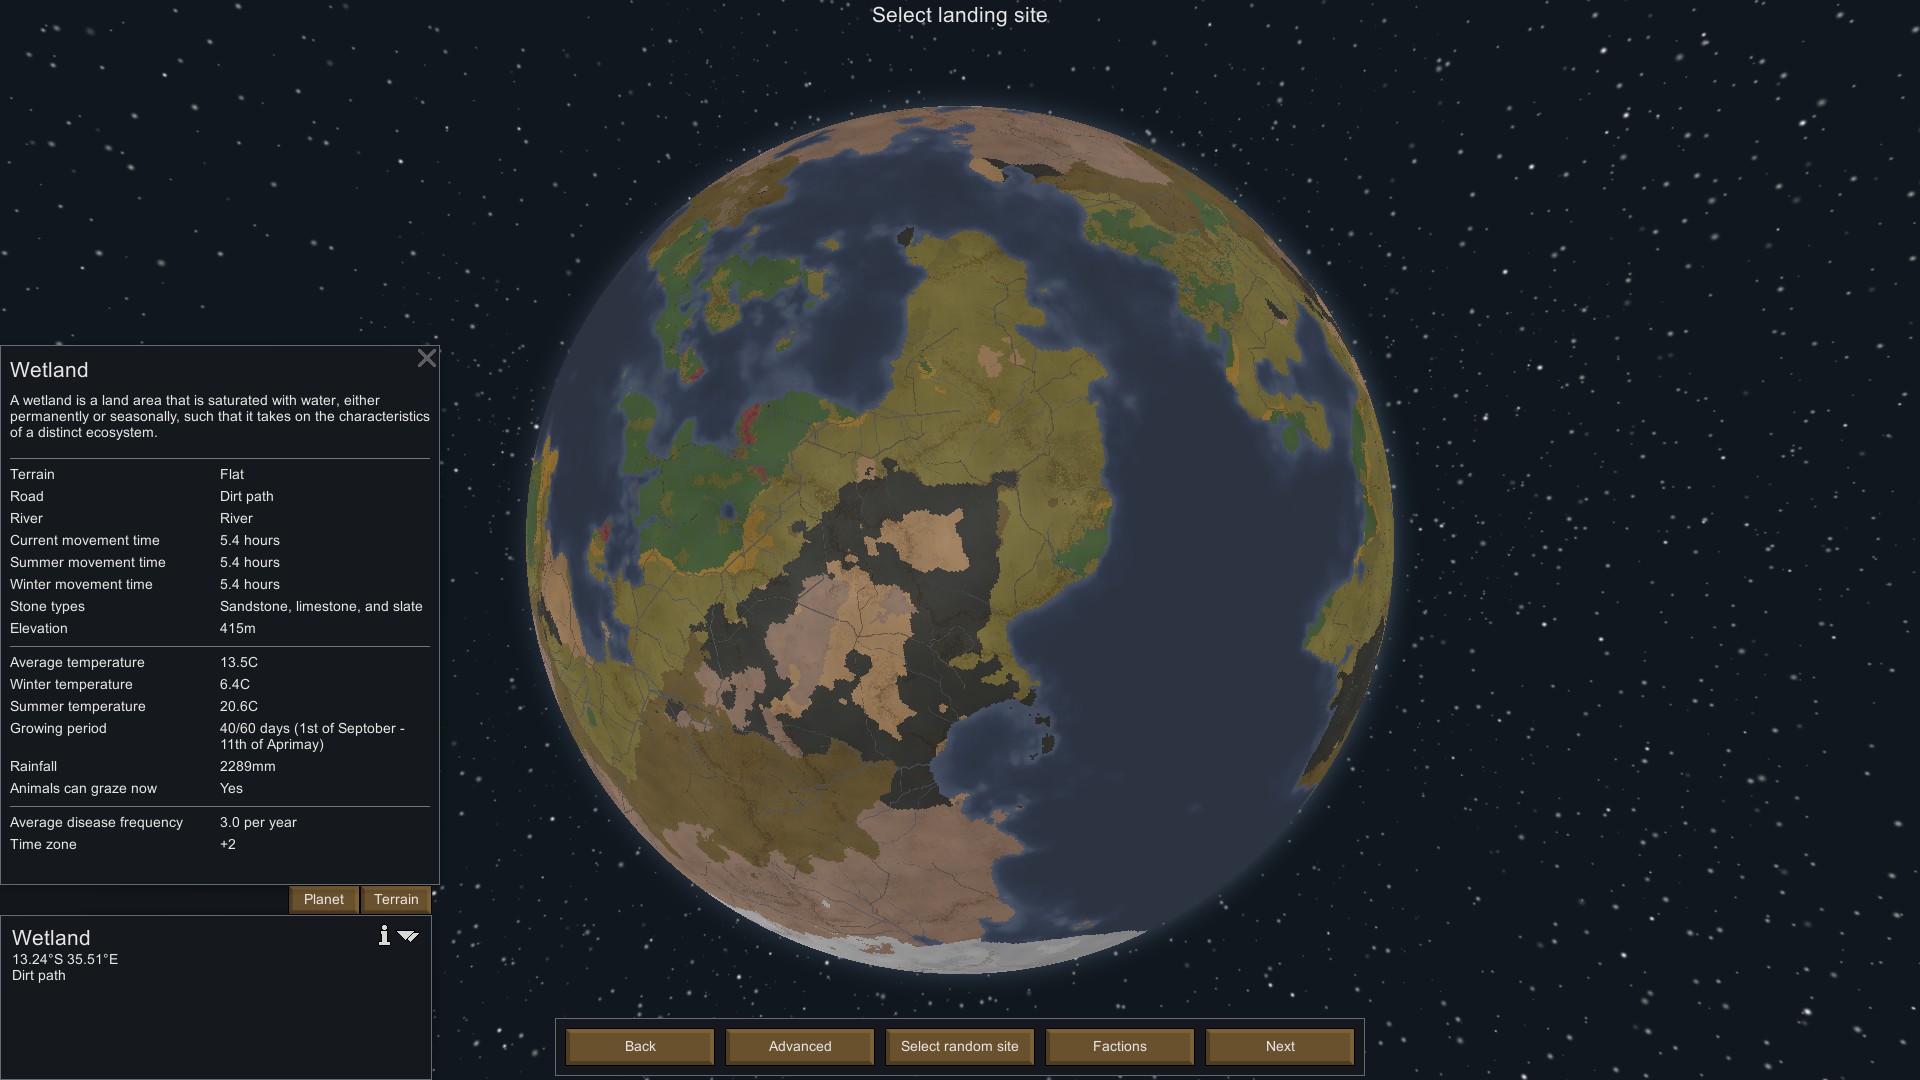 Select landing site
Wetland
A wetland is a land area that is saturated with water, either
permanently or seasonally, such that it takes on the characteristics
of a distinct ecosystem.
Terrain Flat
Road Dirt path
River River
Current movement time 5.4 hours
Summer movement time 5.4 hours
Winter movement time 5.4 hours
Stone types Sandstone, limestone, and slate
Elevation 415m
Average temperature 13.5C
Winter temperature 6.4C
Summer temperature 20.6C
Growing period 40/60 days (1st of Septober -
11th of Aprimay)
Rainfall 2289mm
Animals can graze now Yes
Average disease frequency 3.0 per year
Time zone +2
Planet Terrain
Wetland
13.24°S 35.51°E
Dirt path
Back Advanced Select random site Factions Next